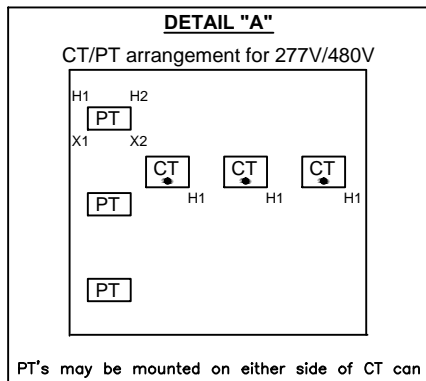 DETAIL "A"
CT/PT arrangement for 277V/480V
H1 H2
PT
X1 X2
CT CT CT
H1 H1 H1
PT
PT
PT's may be mounted on either side of CT can